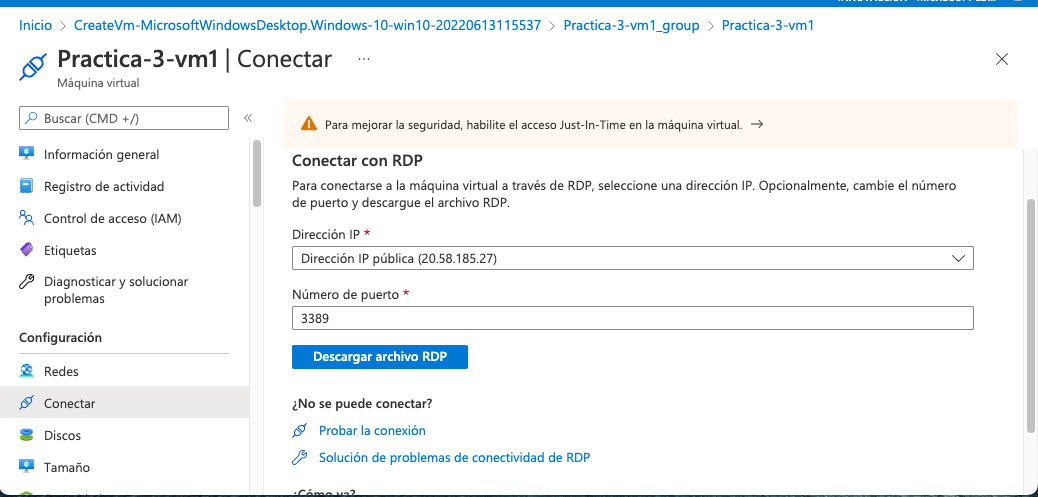 Inicio > CreateVm-MicrosoftWindowsDesktop.Windows-10-win10-20220613115537 > Practica-3-vm1_group > Practica-3-vm1
Practica-3-vm1 | Conectar ...
Máquina virtual
Buscar (CMD +/)
«
Información general
Registro de actividad
Control de acceso (IAM)
Etiquetas
Diagnosticar y solucionar
problemas
Configuración
Redes
Conectar
Discos
Tamaño
Para mejorar la seguridad, habilite el acceso Just-In-Time en la máquina virtual. →
Conectar con RDP
Para conectarse a la máquina virtual a través de RDP, seleccione una dirección IP. Opcionalmente, cambie el número
de puerto y descargue el archivo RDP.
Dirección IP *
Dirección IP pública (20.58.185.27)
Número de puerto *
3389
Descargar archivo RDP
¿No se puede conectar?
Probar la conexión
Solución de problemas de conectividad de RDP
¿Cómo va?